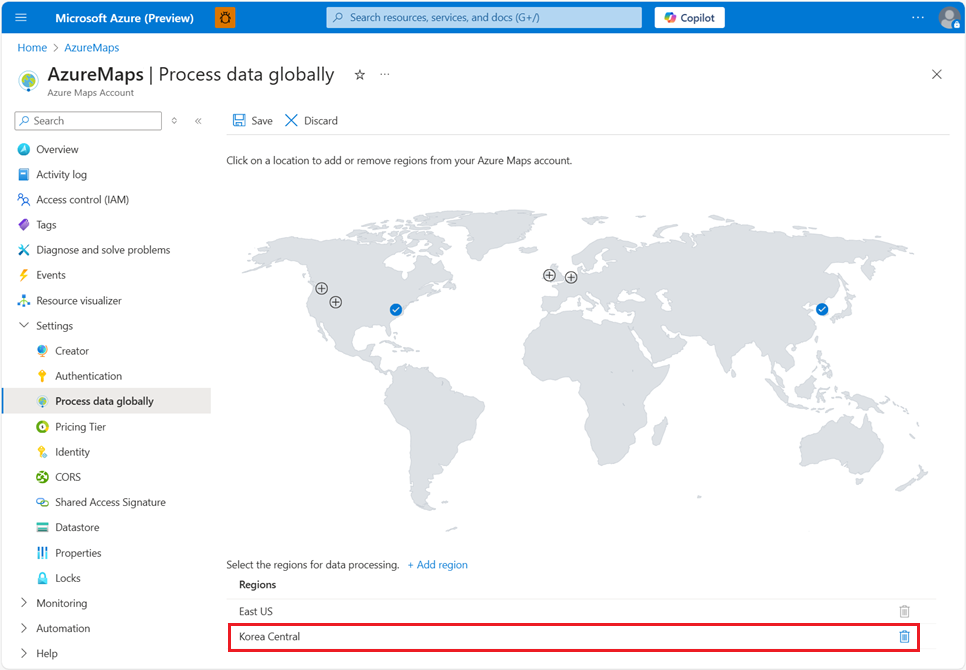 Microsoft Azure (Preview)
Search resources, services, and docs (G+/)
Copilot
Home > AzureMaps
AzureMaps | Process data globally
Azure Maps Account
Search
Save
Discard
Click on a location to add or remove regions from your Azure Maps account.
Overview
Activity log
Access control (IAM)
Tags
Diagnose and solve problems
Events
Resource visualizer
Settings
Creator
Authentication
Process data globally
Pricing Tier
Identity
CORS
Shared Access Signature
Datastore
Properties
Locks
Monitoring
Automation
Help
Select the regions for data processing. + Add region
Regions
East US
Korea Central